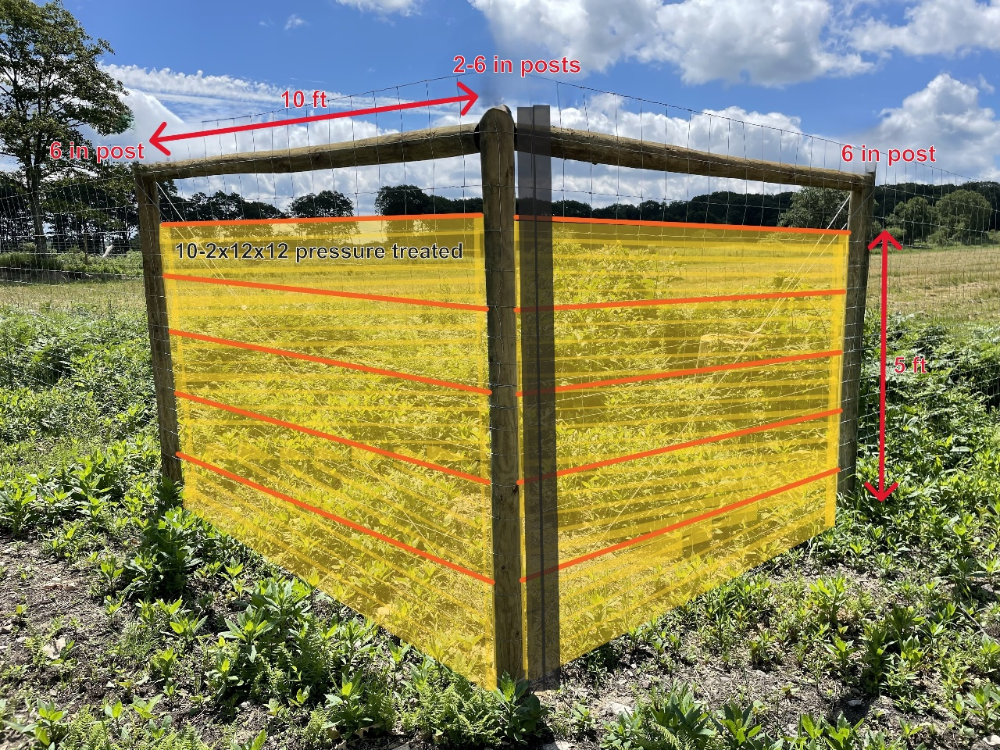 2-6 in posts
10 ft
6 in post
6 in post
10-2x12x12 pressure treated
5 ft